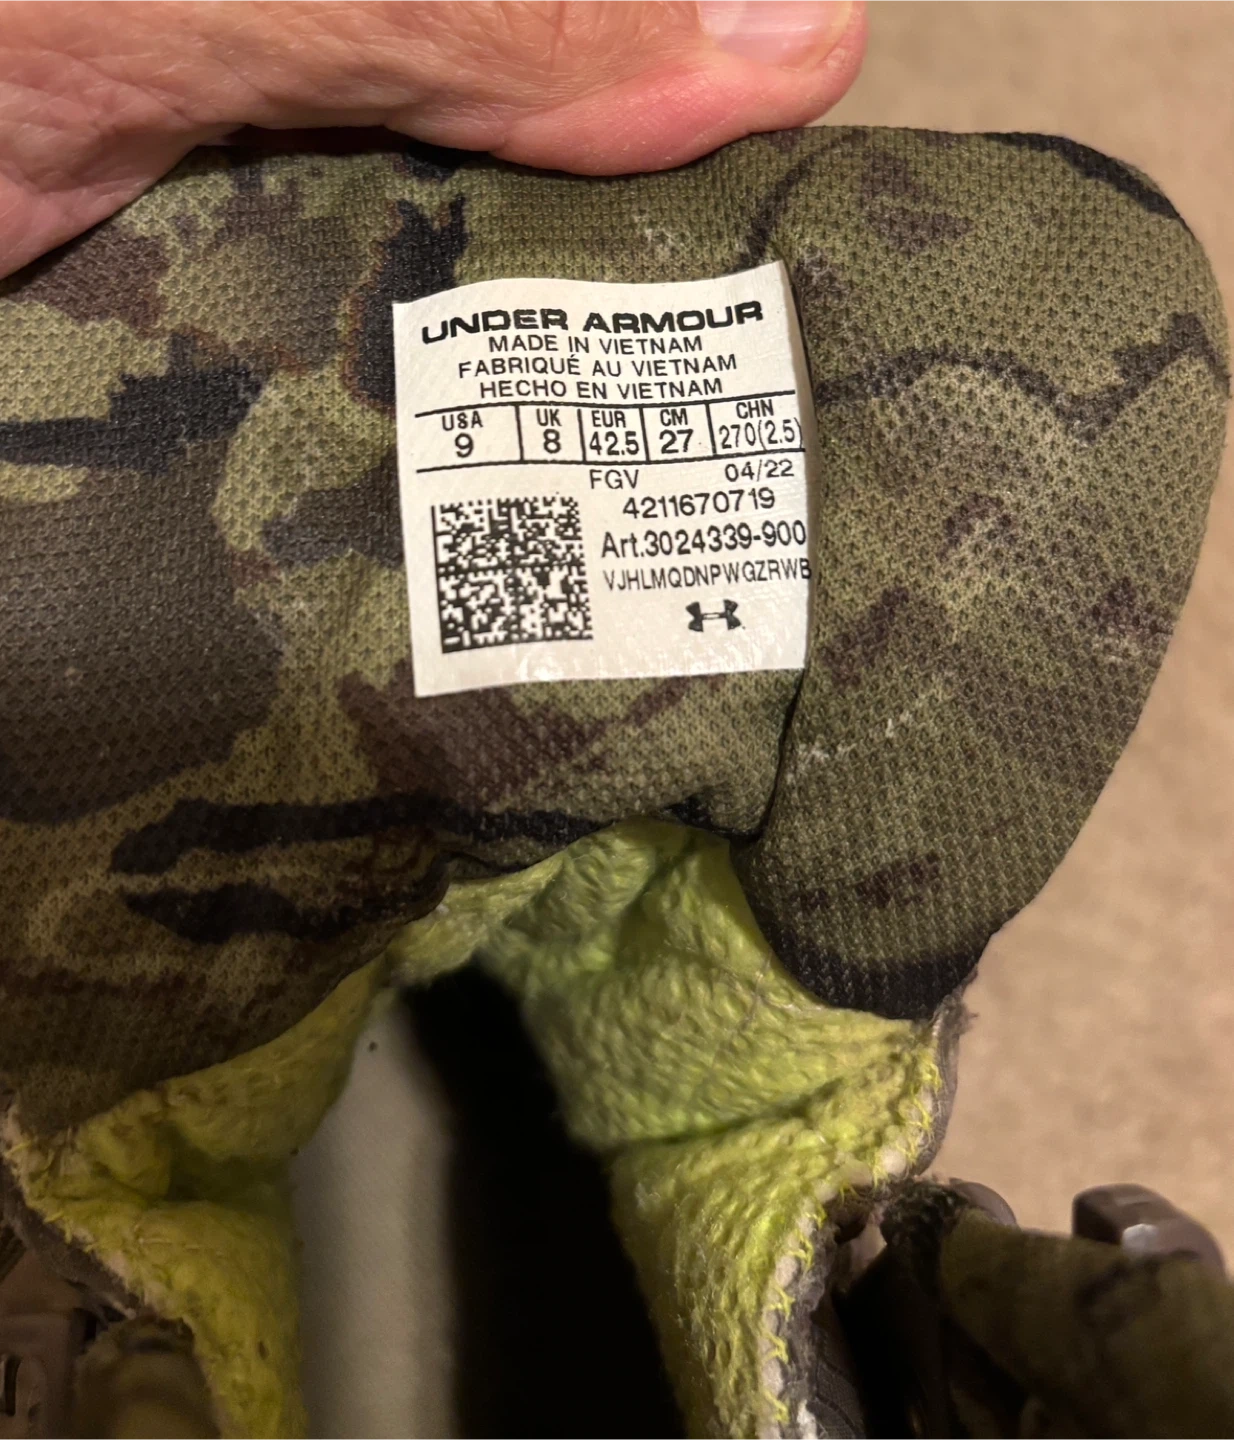 UNDER ARMOUR
MADE IN VIETNAM
FABRIQUÉ AU VIETNAM
HECHO EN VIETNAM
USA UK EUR CM CHN
9 8 42.5 27 270(2.5)
FGV 04/22
4211670719
Art.3024339-900
VJHLMQDNPWGZRWB